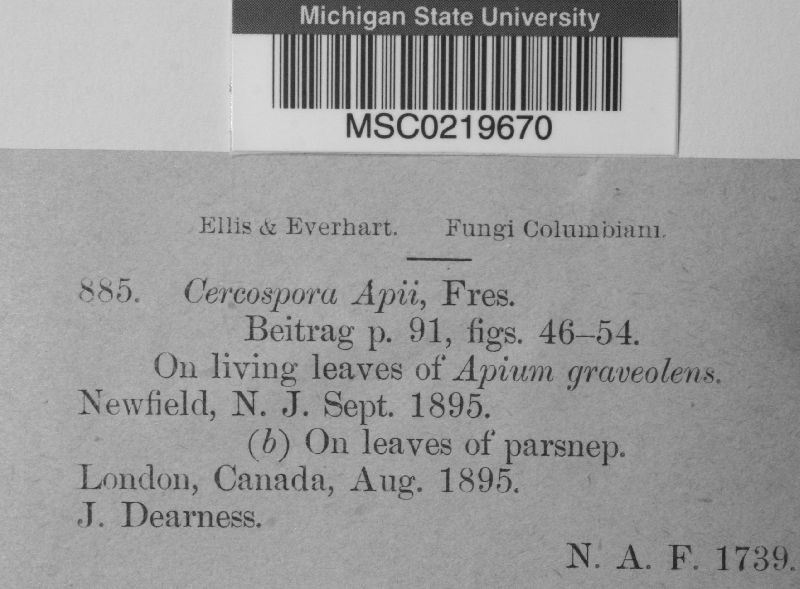 Michigan State University
MSC0219670
Ellis & Everhart. Fungi Columbiani.
885. Cercospora Apii, Fres.
Beitrag p. 91, figs. 46–54.
On living leaves of Apium graveolens.
Newfield, N. J. Sept. 1895.
(b) On leaves of parsnep.
London, Canada, Aug. 1895.
J. Dearness.
N. A. F. 1739.